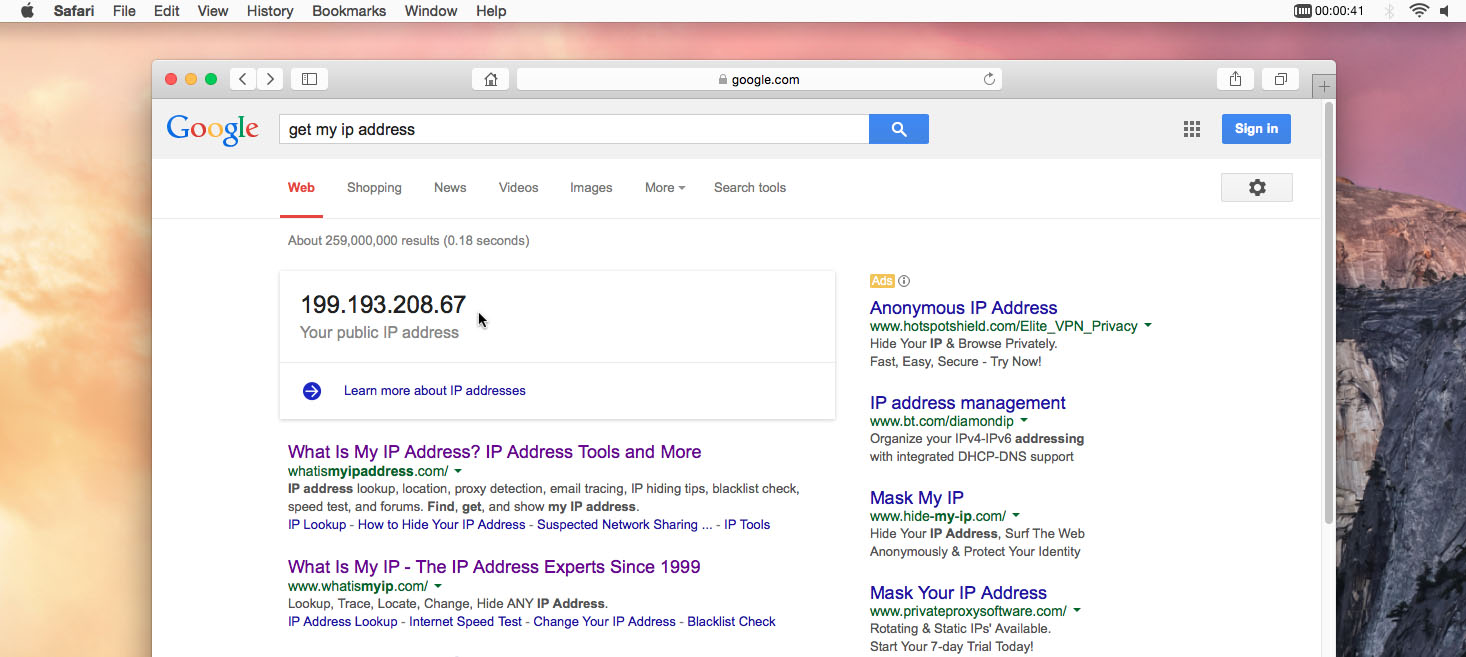 Safari File Edit View History Bookmarks Window Help 00:00:41
google.com
Google get my ip address Sign in
Web Shopping News Videos Images More Search tools
About 259,000,000 results (0.18 seconds)
199.193.208.67
Your public IP address
Learn more about IP addresses
What Is My IP Address? IP Address Tools and More
whatismyipaddress.com/
IP address lookup, location, proxy detection, email tracing, IP hiding tips, blacklist check,
speed test, and forums. Find, get, and show my IP address.
IP Lookup - How to Hide Your IP Address - Suspected Network Sharing ... - IP Tools
What Is My IP - The IP Address Experts Since 1999
www.whatismyip.com/
Lookup, Trace, Locate, Change, Hide ANY IP Address.
IP Address Lookup - Internet Speed Test - Change Your IP Address - Blacklist Check
Ads
Anonymous IP Address
www.hotspotshield.com/Elite_VPN_Privacy
Hide Your IP & Browse Privately.
Fast, Easy, Secure - Try Now!
IP address management
www.bt.com/diamondip
Organize your IPv4-IPv6 addressing
with integrated DHCP-DNS support
Mask My IP
www.hide-my-ip.com/
Hide Your IP Address, Surf The Web
Anonymously & Protect Your Identity
Mask Your IP Address
www.privateproxysoftware.com/
Rotating & Static IPs' Available.
Start Your 7-day Trial Today!